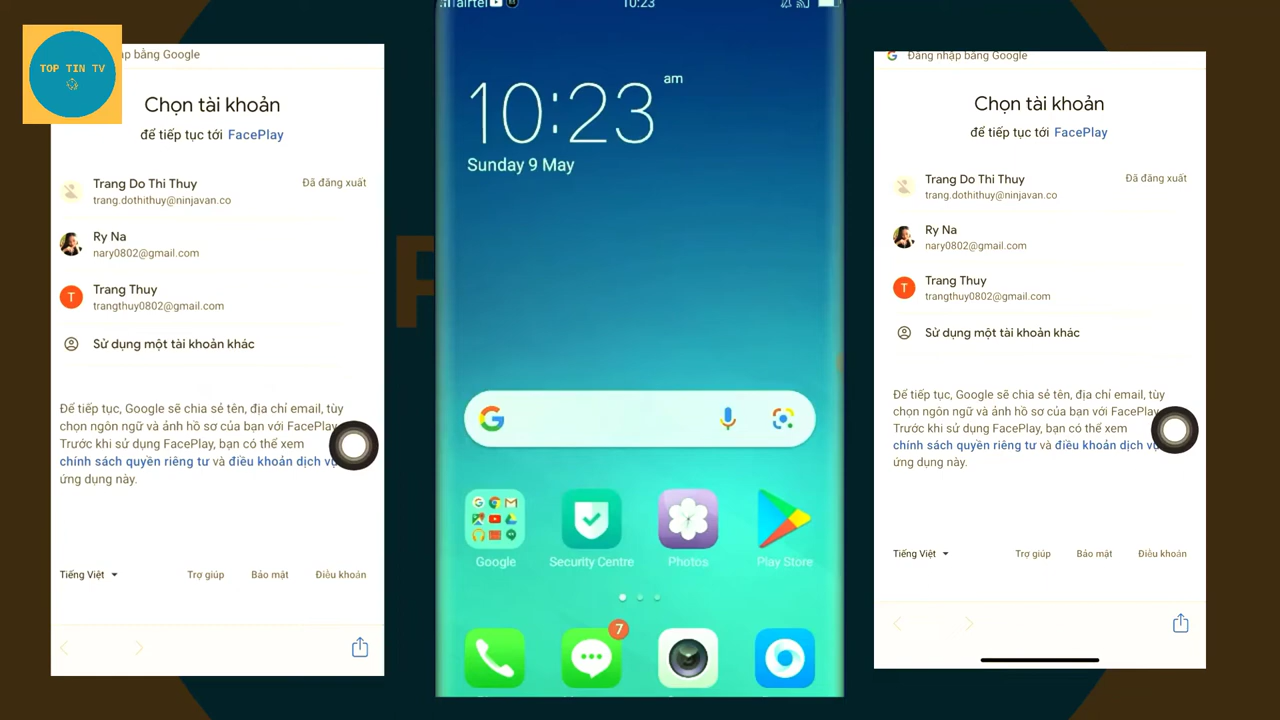 TOP TIN TV
ập bằng Google
Chọn tài khoản
để tiếp tục tới FacePlay
Trang Do Thi Thuy
Đã đăng xuất
trang.dothithuy@ninjavan.co
Ry Na
nary0802@gmail.com
T
Trang Thuy
trangthuy0802@gmail.com
Sử dụng một tài khoản khác
Để tiếp tục, Google sẽ chia sẻ tên, địa chỉ email, tùy
chọn ngôn ngữ và ảnh hồ sơ của bạn với FacePlay.
Trước khi sử dụng FacePlay, bạn có thể xem
chính sách quyền riêng tư và điều khoản dịch vụ
ứng dụng này.
Tiếng Việt
Trợ giúp
Bảo mật
Điều khoản
P
airtel
10:23
10:23 am
Sunday 9 May
Google
Security Centre
Photos
Play Store
7
Đăng nhập bằng Google
Chọn tài khoản
để tiếp tục tới FacePlay
Trang Do Thi Thuy
Đã đăng xuất
trang.dothithuy@ninjavan.co
Ry Na
nary0802@gmail.com
T
Trang Thuy
trangthuy0802@gmail.com
Sử dụng một tài khoản khác
Để tiếp tục, Google sẽ chia sẻ tên, địa chỉ email, tùy
chọn ngôn ngữ và ảnh hồ sơ của bạn với FacePlay.
Trước khi sử dụng FacePlay, bạn có thể xem
chính sách quyền riêng tư và điều khoản dịch vụ
ứng dụng này.
Tiếng Việt
Trợ giúp
Bảo mật
Điều khoản